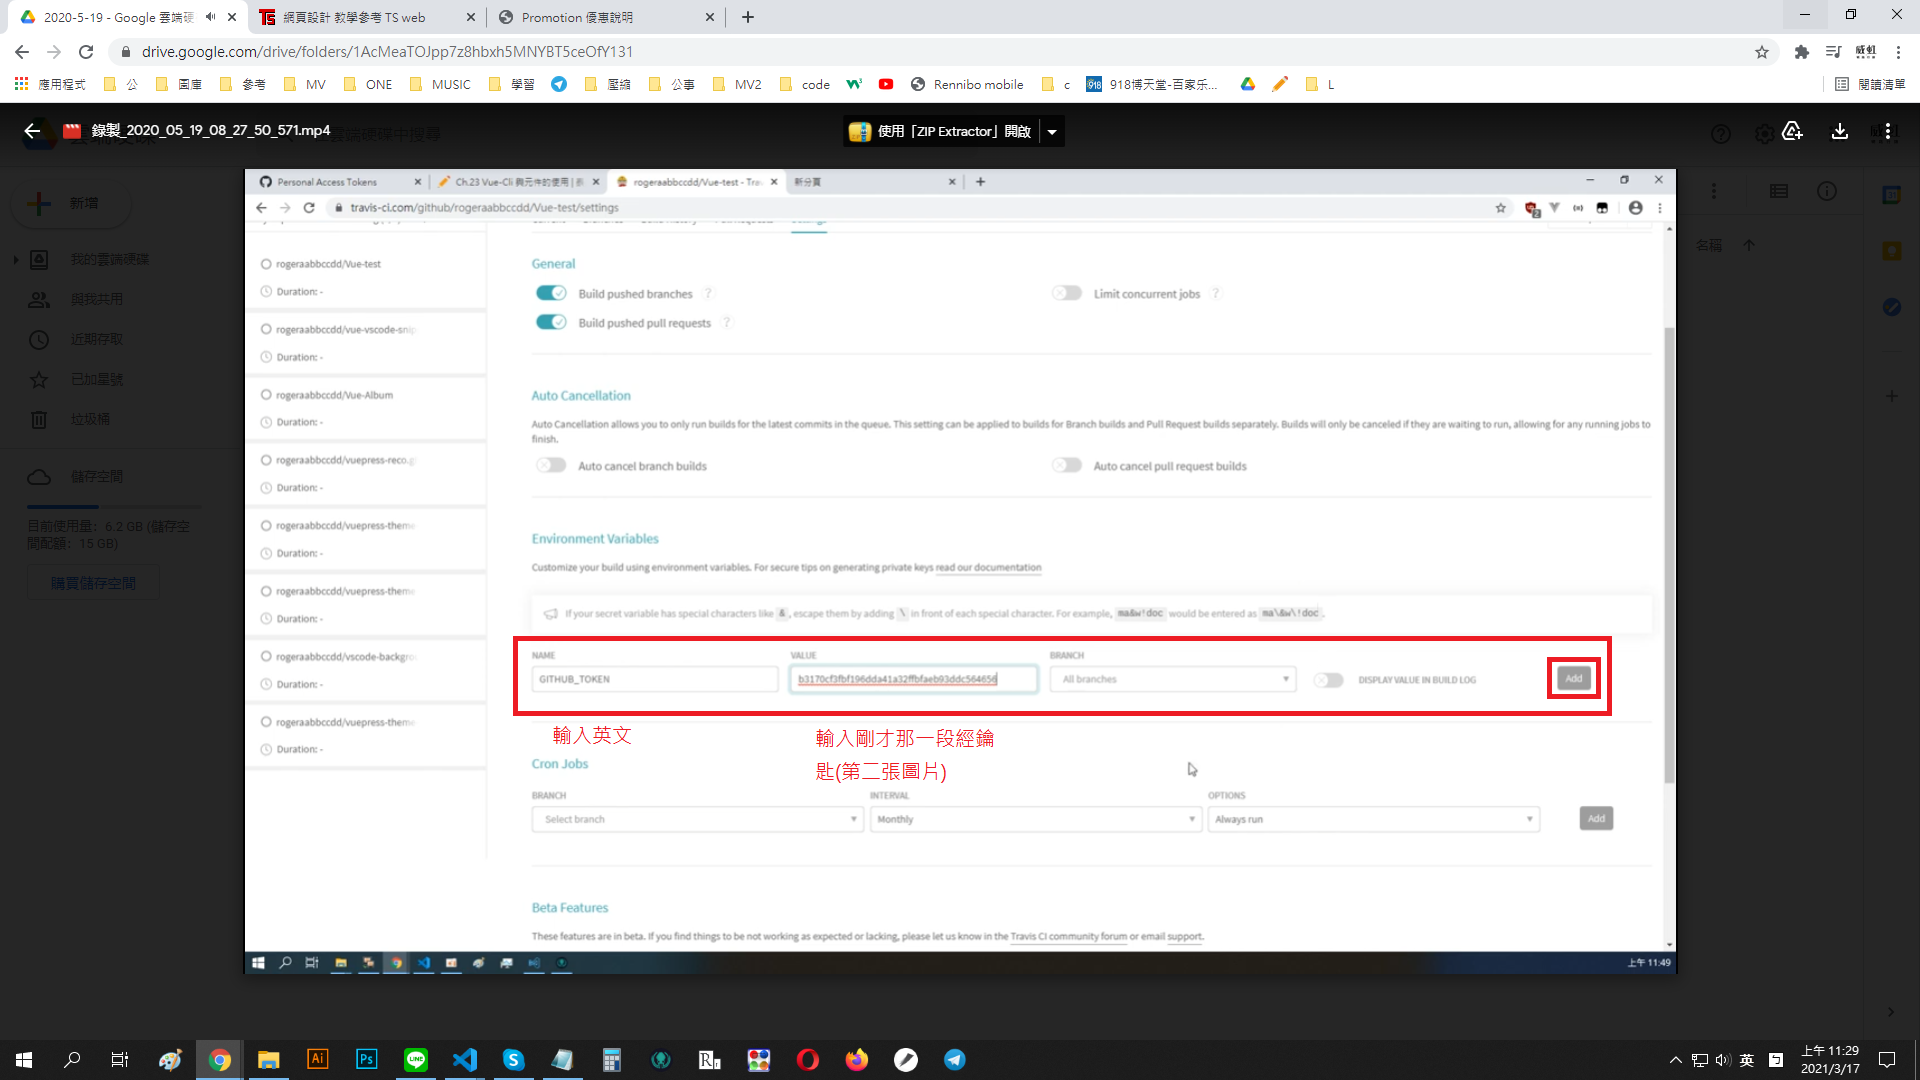 2020-5-19 - Google 雲端硬
網頁設計 教學參考 TS web
Promotion 優惠說明
drive.google.com/drive/folders/1AcMeaTOJpp7z8hbxh5MNYBT5ceOfY131
應用程式
公
圖庫
參考
MV
ONE
MUSIC
學習
壓縮
公事
MV2
code
Rennibo mobile
c
918博天堂-百家乐...
L
閱讀清單
錄製_2020_05_19_08_27_50_571.mp4
使用「ZIP Extractor」開啟
新增
我的雲端硬碟
與我共用
近期存取
已加星號
垃圾桶
儲存空間
目前使用量：6.2 GB (儲存空
間配額：15 GB)
購買儲存空間
名稱
Personal Access Tokens
Ch.23 Vue-Cli 與元件的使用 |
rogeraabbccdd/Vue-test - Tra
新分頁
travis-ci.com/github/rogeraabbccdd/Vue-test/settings
rogeraabbccdd/Vue-test
Duration: -
rogeraabbccdd/vue-vscode-snip
Duration: -
rogeraabbccdd/Vue-Album
Duration: -
rogeraabbccdd/vuepress-reco.g
Duration: -
rogeraabbccdd/vuepress-theme
Duration: -
rogeraabbccdd/vuepress-theme
Duration: -
rogeraabbccdd/vscode-backgro
Duration: -
rogeraabbccdd/vuepress-theme
Duration: -
General
Build pushed branches ?
Limit concurrent jobs ?
Build pushed pull requests ?
Auto Cancellation
Auto Cancellation allows you to only run builds for the latest commits in the queue. This setting can be applied to builds for Branch builds and Pull Request builds separately. Builds will only be canceled if they are waiting to run, allowing for any running jobs to
finish.
Auto cancel branch builds
Auto cancel pull request builds
Environment Variables
Customize your build using environment variables. For secure tips on generating private keys read our documentation
If your secret variable has special characters like & , escape them by adding \ in front of each special character. For example, ma&w!doc would be entered as ma\&w\!doc .
NAME
VALUE
BRANCH
GITHUB_TOKEN
b3170cf3fbf196dda41a32ffbfaeb93ddc564656
All branches
DISPLAY VALUE IN BUILD LOG
Add
輸入英文
輸入剛才那一段經鑰
匙(第二張圖片)
Cron Jobs
BRANCH
INTERVAL
OPTIONS
Select branch
Monthly
Always run
Add
Beta Features
These features are in beta. If you find things to be not working as expected or lacking, please let us know in the Travis CI community forum or email support.
上午 11:49
英
上午 11:29
2021/3/17